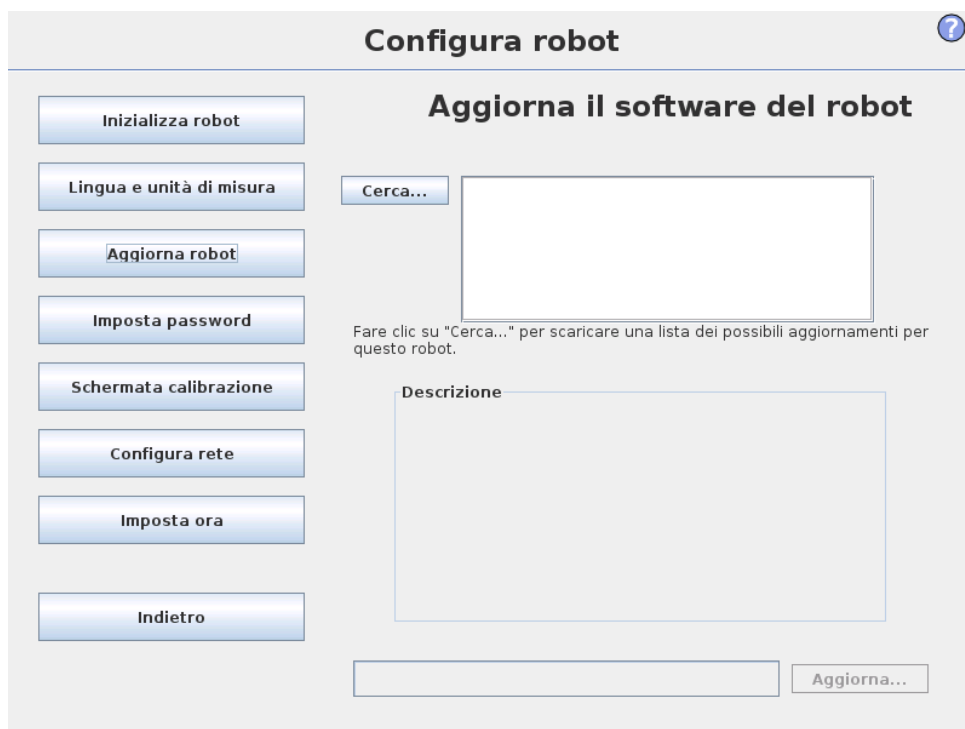 Configura robot
?
Inizializza robot
Lingua e unità di misura
Aggiorna robot
Imposta password
Schermata calibrazione
Configura rete
Imposta ora
Indietro
Aggiorna il software del robot
Cerca...
Fare clic su "Cerca..." per scaricare una lista dei possibili aggiornamenti per
questo robot.
Descrizione
Aggiorna...